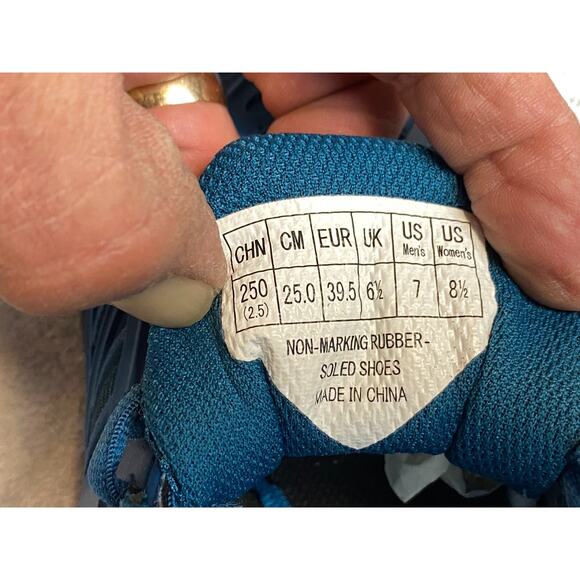 CHN CM EUR UK US Men's US Women's
250 (2.5) 25.0 39.5 6½ 7 8½
NON-MARKING RUBBER-
SOLED SHOES
MADE IN CHINA